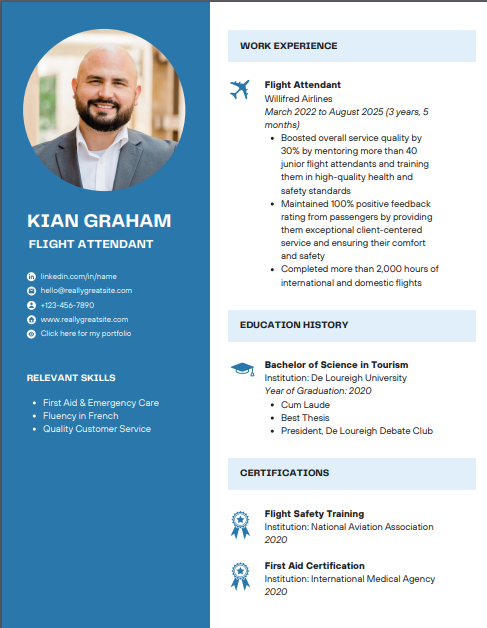 KIAN GRAHAM
FLIGHT ATTENDANT
linkedin.com/in/name
hello@reallygreatsite.com
+123-456-7890
www.reallygreatsite.com
Click here for my portfolio
RELEVANT SKILLS
• First Aid & Emergency Care
• Fluency in French
• Quality Customer Service
WORK EXPERIENCE
Flight Attendant
Willifred Airlines
March 2022 to August 2025 (3 years, 5
months)
• Boosted overall service quality by
30% by mentoring more than 40
junior flight attendants and training
them in high-quality health and
safety standards
• Maintained 100% positive feedback
rating from passengers by providing
them exceptional client-centered
service and ensuring their comfort
and safety
• Completed more than 2,000 hours of
international and domestic flights
EDUCATION HISTORY
Bachelor of Science in Tourism
Institution: De Loureigh University
Year of Graduation: 2020
• Cum Laude
• Best Thesis
• President, De Loureigh Debate Club
CERTIFICATIONS
Flight Safety Training
Institution: National Aviation Association
2020
First Aid Certification
Institution: International Medical Agency
2020